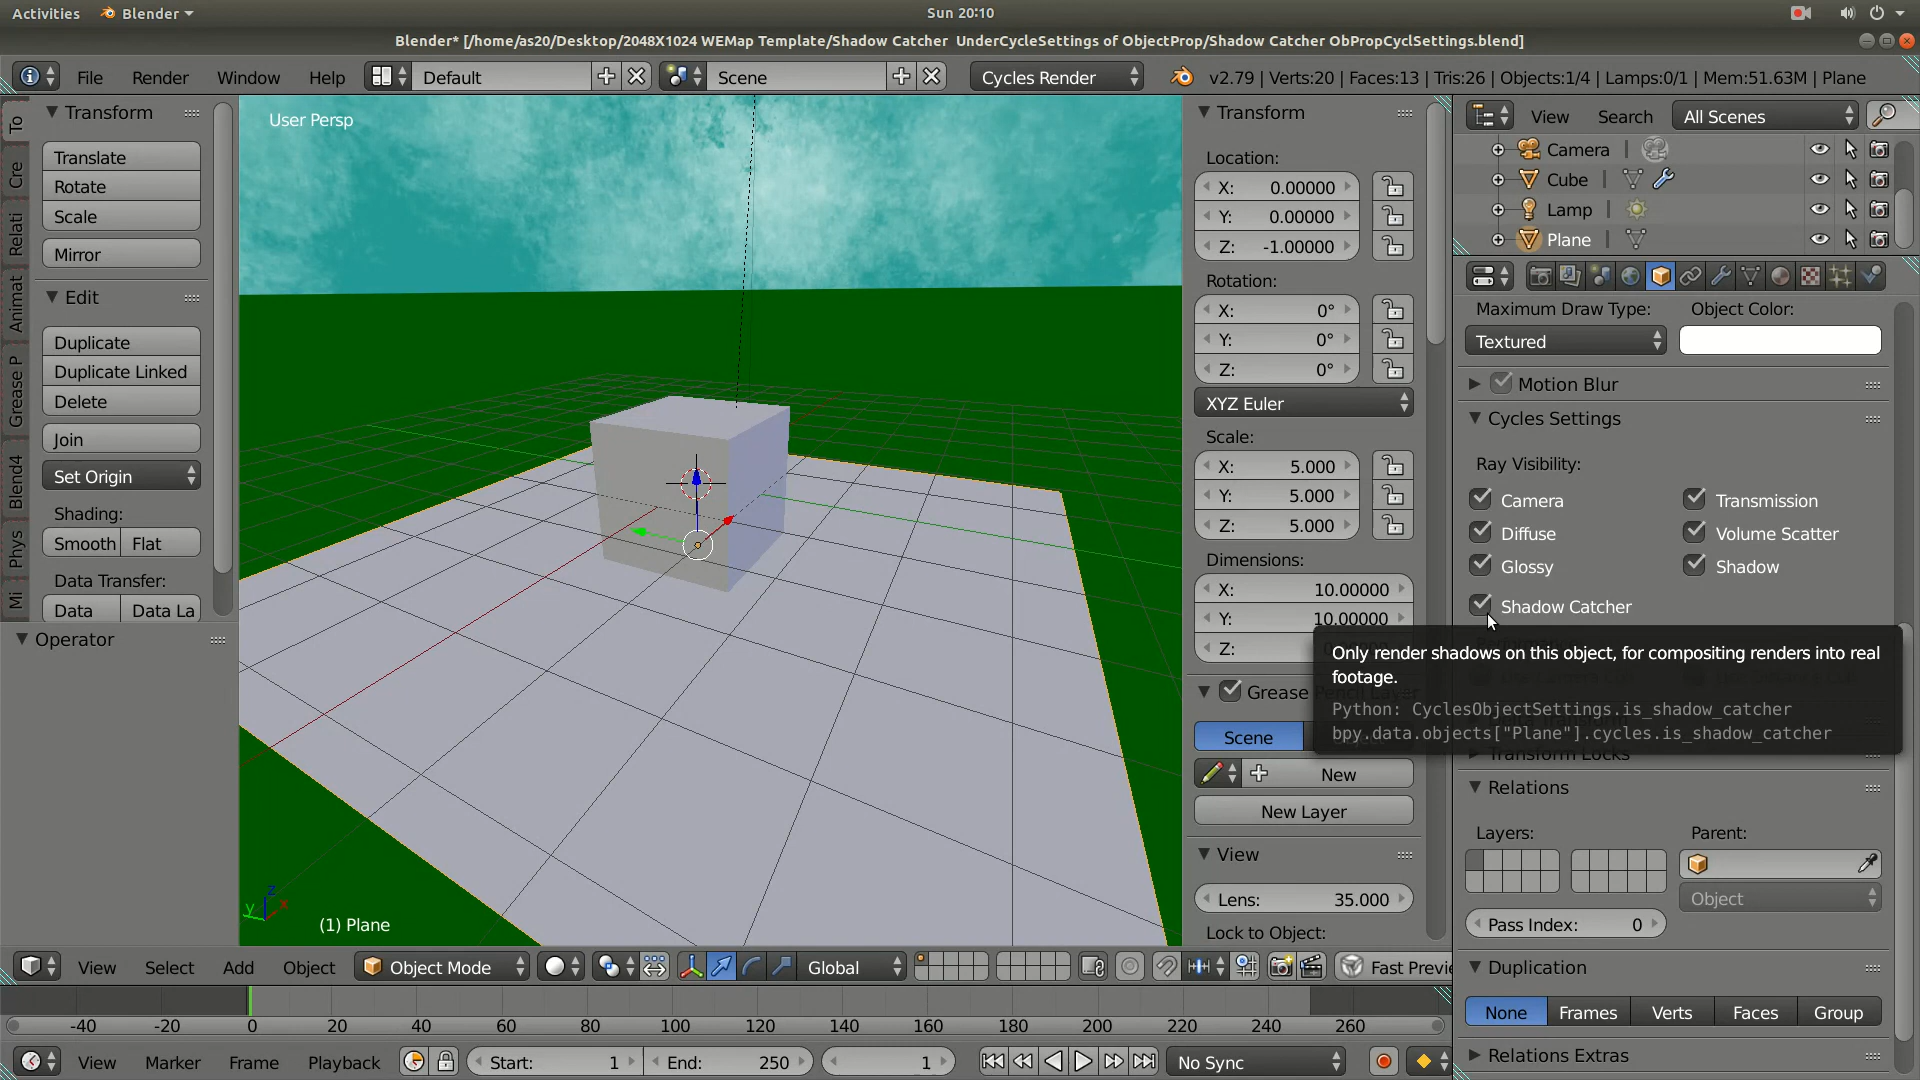 Activities Blender Sun 20:10
Blender* [/home/as20/Desktop/2048X1024 WEMap Template/Shadow Catcher UnderCycleSettings of ObjectProp/Shadow Catcher ObPropCyclSettings.blend]
File Render Window Help Default Scene Cycles Render v2.79 | Verts:20 | Faces:13 | Tris:26 | Objects:1/4 | Lamps:0/1 | Mem:51.63M | Plane
To
Cre
Relati
Animat
Grease P
Blend4
Phys
Mi
Transform
Translate
Rotate
Scale
Mirror
Edit
Duplicate
Duplicate Linked
Delete
Join
Set Origin
Shading:
Smooth Flat
Data Transfer:
Data Data La
Operator
User Persp
z
y x
(1) Plane
Transform
Location:
X: 0.00000
Y: 0.00000
Z: -1.00000
Rotation:
X: 0°
Y: 0°
Z: 0°
XYZ Euler
Scale:
X: 5.000
Y: 5.000
Z: 5.000
Dimensions:
X: 10.00000
Y: 10.00000
Z:
Grease Pencil Layer
Scene
New
New Layer
View
Lens: 35.000
Lock to Object:
View Search All Scenes
Camera
Cube
Lamp
Plane
Maximum Draw Type: Object Color:
Textured
Motion Blur
Cycles Settings
Ray Visibility:
Camera Transmission
Diffuse Volume Scatter
Glossy Shadow
Shadow Catcher
Only render shadows on this object, for compositing renders into real
footage.
Python: CyclesObjectSettings.is_shadow_catcher
bpy.data.objects["Plane"].cycles.is_shadow_catcher
Transform Locks
Relations
Layers: Parent:
Object
Pass Index: 0
Duplication
None Frames Verts Faces Group
Relations Extras
View Select Add Object Object Mode Global Fast Previe
-40 -20 0 20 40 60 80 100 120 140 160 180 200 220 240 260
View Marker Frame Playback Start: 1 End: 250 1 No Sync